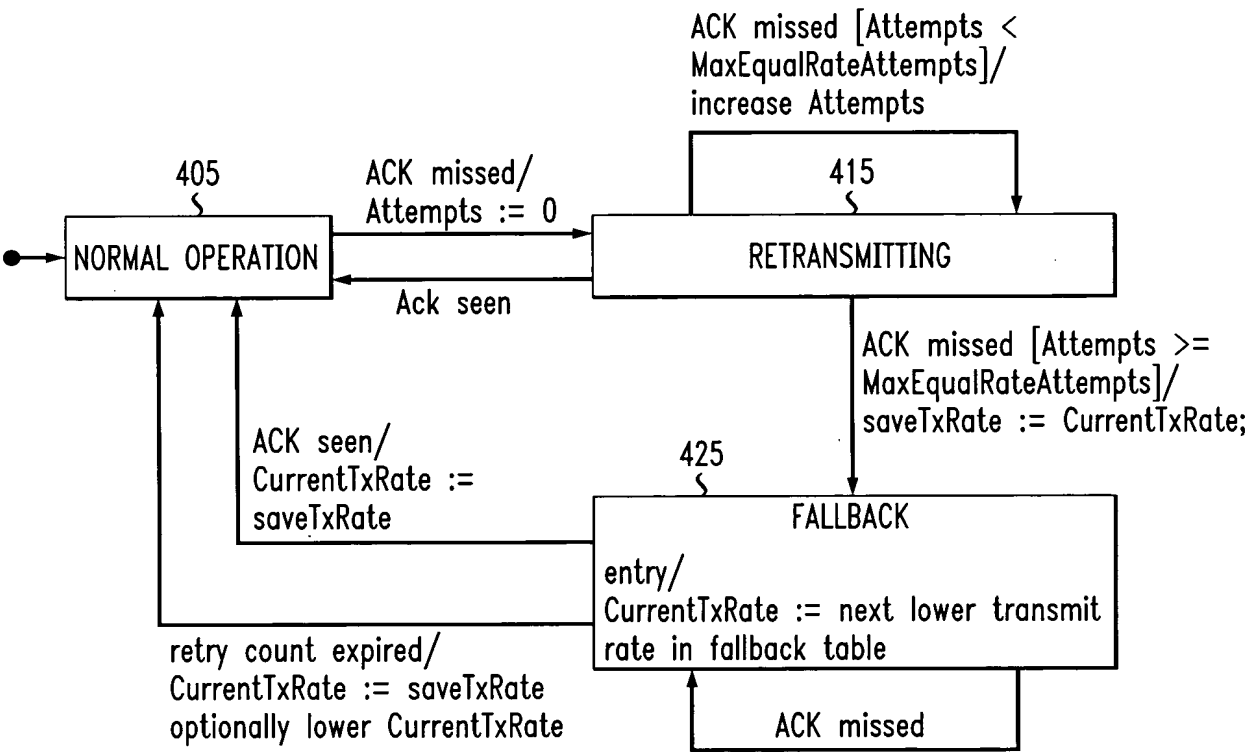 ACK missed [Attempts <
MaxEqualRateAttempts]/
increase Attempts
405
ACK missed/
Attempts := 0
415
NORMAL OPERATION
RETRANSMITTING
Ack seen
ACK missed [Attempts >=
MaxEqualRateAttempts]/
saveTxRate := CurrentTxRate;
ACK seen/
CurrentTxRate :=
saveTxRate
425
FALLBACK
entry/
CurrentTxRate := next lower transmit
rate in fallback table
retry count expired/
CurrentTxRate := saveTxRate
optionally lower CurrentTxRate
ACK missed